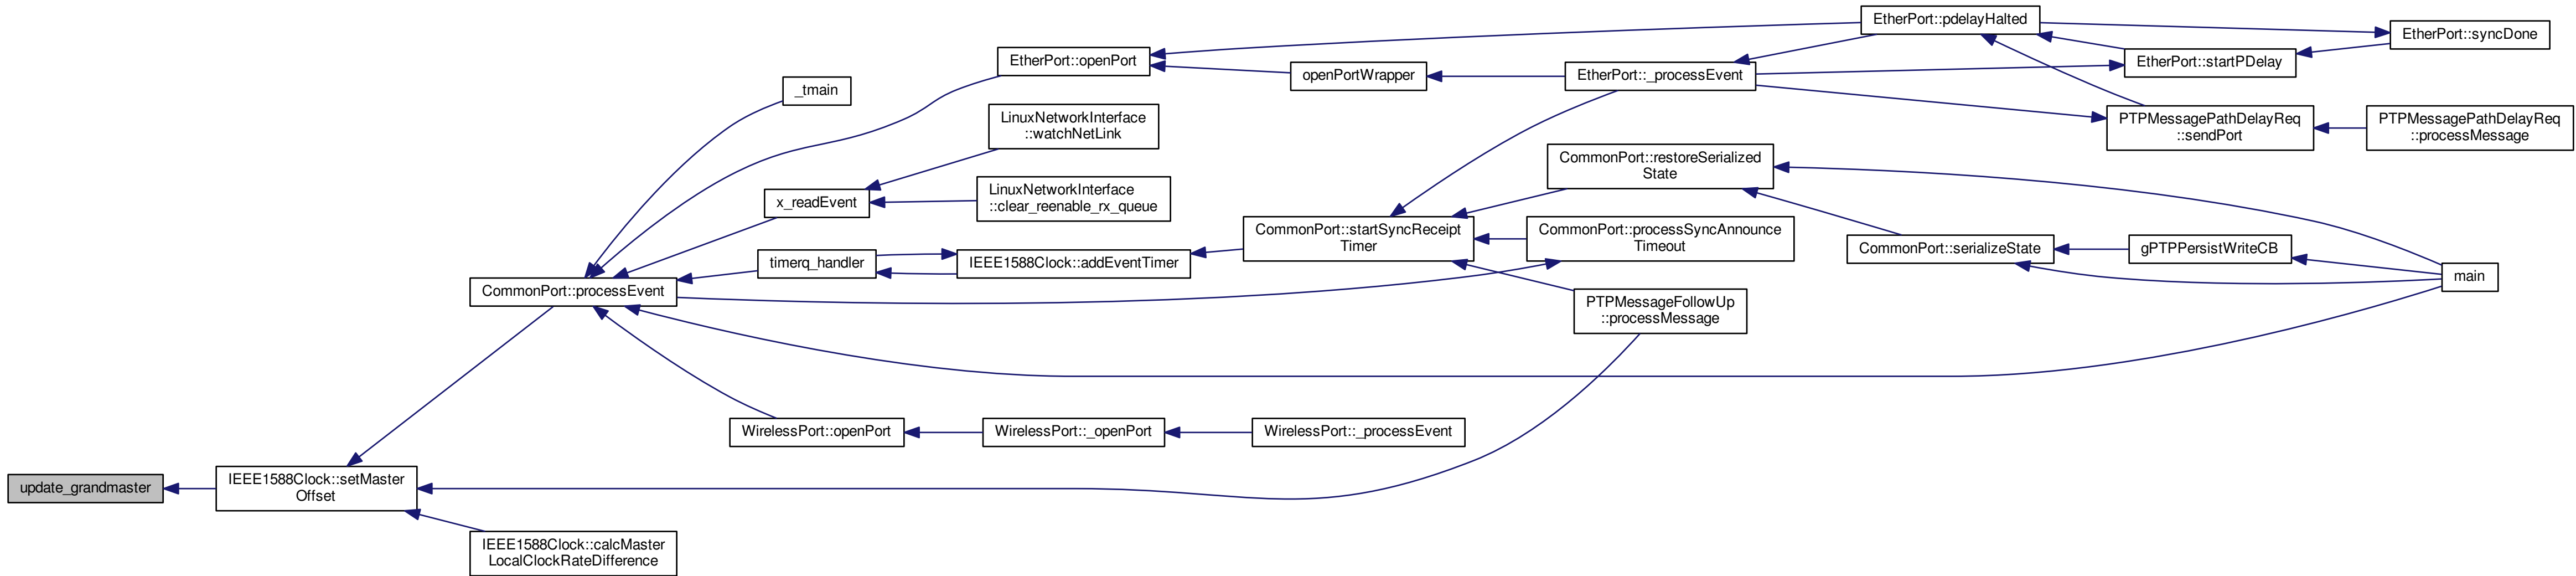 EtherPort::pdelayHalted
EtherPort::syncDone
EtherPort::openPort
EtherPort::startPDelay
openPortWrapper
EtherPort::_processEvent
_tmain
LinuxNetworkInterface
::watchNetLink
PTPMessagePathDelayReq
::sendPort
PTPMessagePathDelayReq
::processMessage
CommonPort::restoreSerialized
State
LinuxNetworkInterface
::clear_reenable_rx_queue
x_readEvent
CommonPort::startSyncReceipt
Timer
CommonPort::processSyncAnnounce
Timeout
CommonPort::serializeState
gPTPPersistWriteCB
timerq_handler
IEEE1588Clock::addEventTimer
main
CommonPort::processEvent
PTPMessageFollowUp
::processMessage
WirelessPort::openPort
WirelessPort::_openPort
WirelessPort::_processEvent
update_grandmaster
IEEE1588Clock::setMaster
Offset
IEEE1588Clock::calcMaster
LocalClockRateDifference